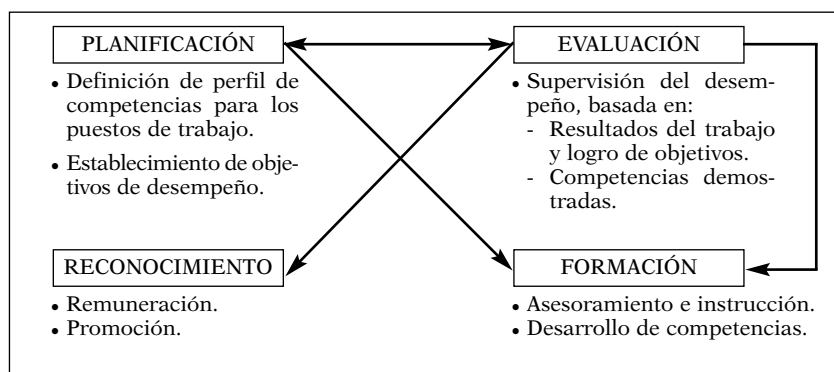 PLANIFICACIÓN
• Definición de perfil de
competencias para los
puestos de trabajo.
• Establecimiento de obje-
tivos de desempeño.
EVALUACIÓN
• Supervisión del desem-
peño, basada en:
- Resultados del trabajo
y logro de objetivos.
- Competencias demos-
tradas.
RECONOCIMIENTO
• Remuneración.
• Promoción.
FORMACIÓN
• Asesoramiento e instrucción.
• Desarrollo de competencias.